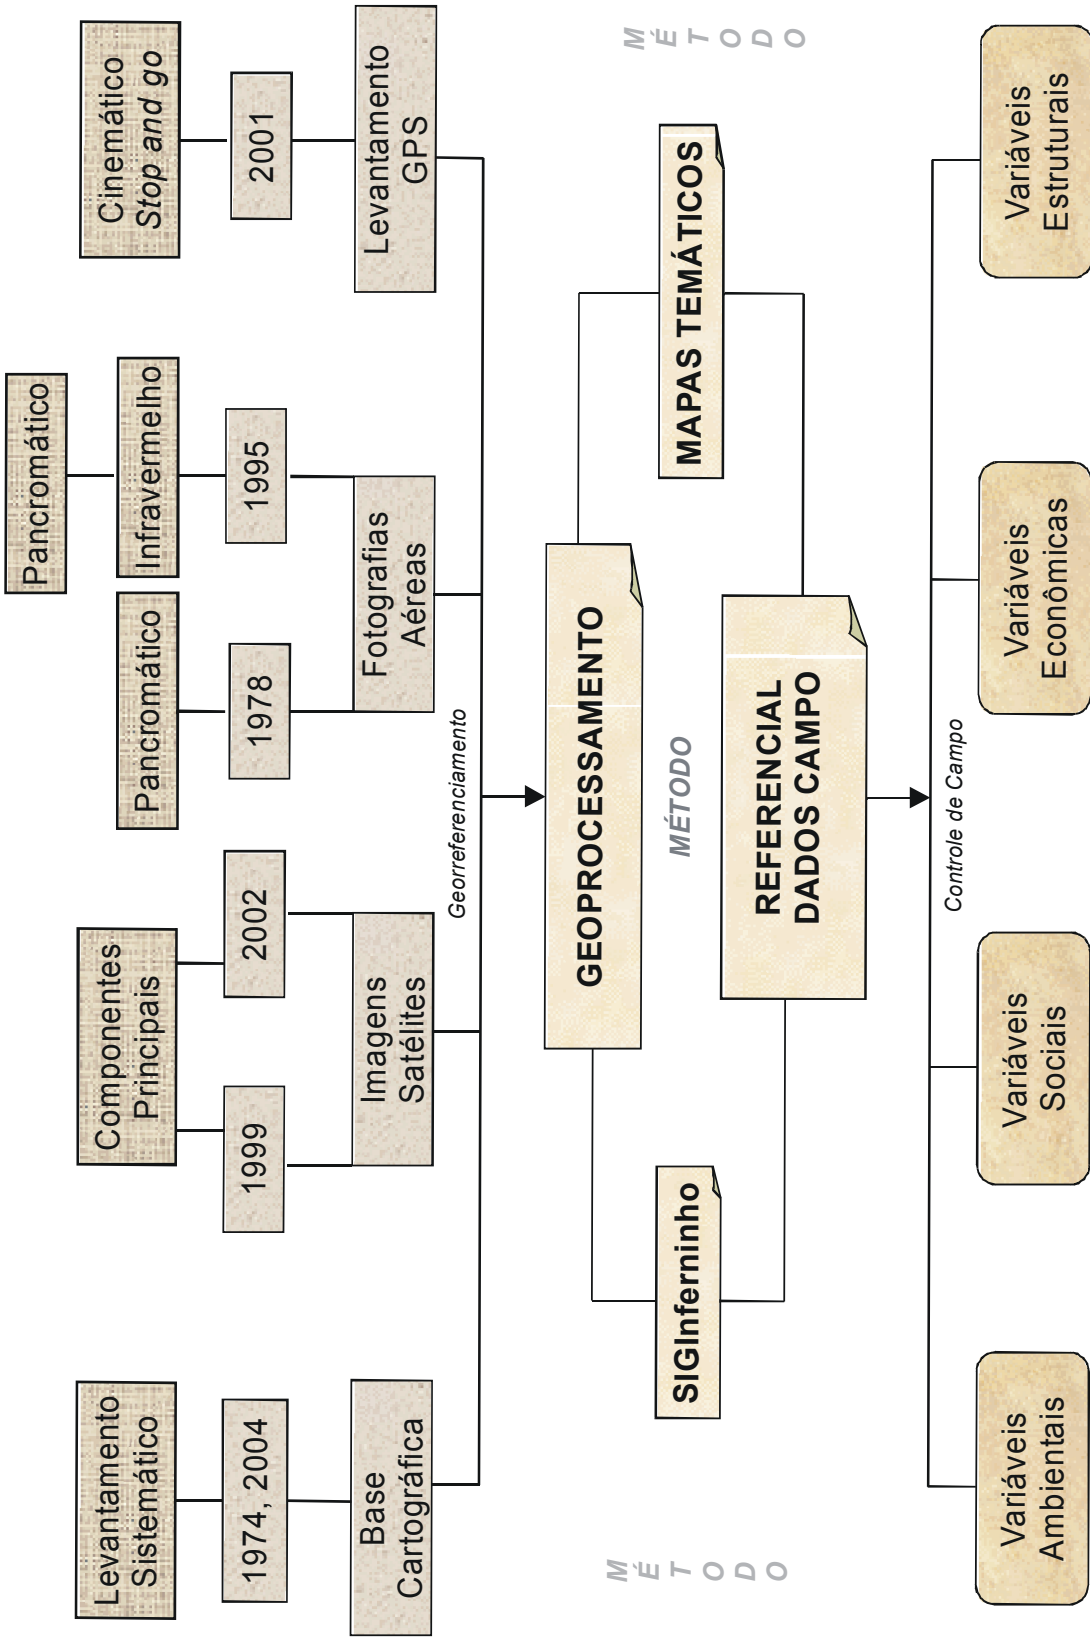 Levantamento
Sistemático
Componentes
Principais
Pancromático
Pancromático
Infravermelho
Cinemático
Stop and go
1974, 2004
1999
2002
1978
1995
2001
Base
Cartográfica
Imagens
Satélites
Fotografias
Aéreas
Levantamento
GPS
Georreferenciamento
GEOPROCESSAMENTO
MÉTODO
SIGInferninho
MÉTODO
MAPAS TEMÁTICOS
MÉTODO
REFERENCIAL
DADOS CAMPO
Controle de Campo
Variáveis
Ambientais
Variáveis
Sociais
Variáveis
Econômicas
Variáveis
Estruturais